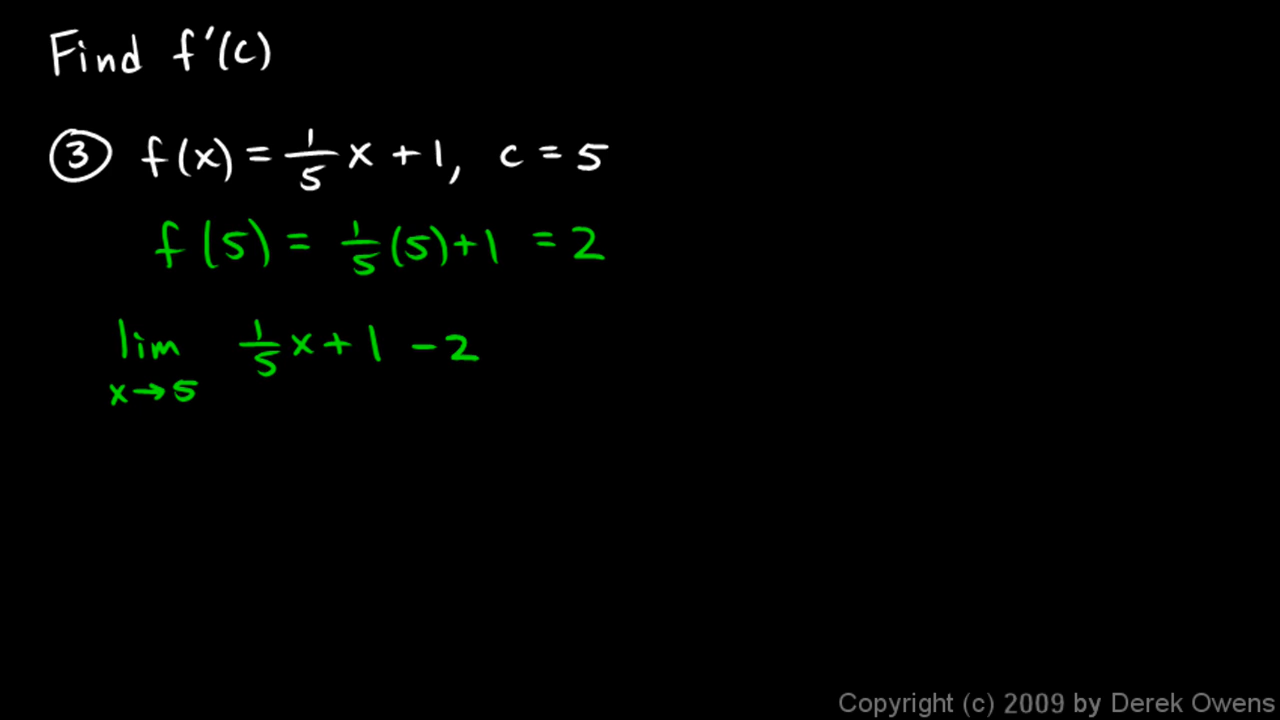 Find f'(c)
③ f(x) = 1/5 x + 1, c = 5
f(5) = 1/5 (5) + 1 = 2
lim x→5 1/5 x + 1 - 2
Copyright (c) 2009 by Derek Owens